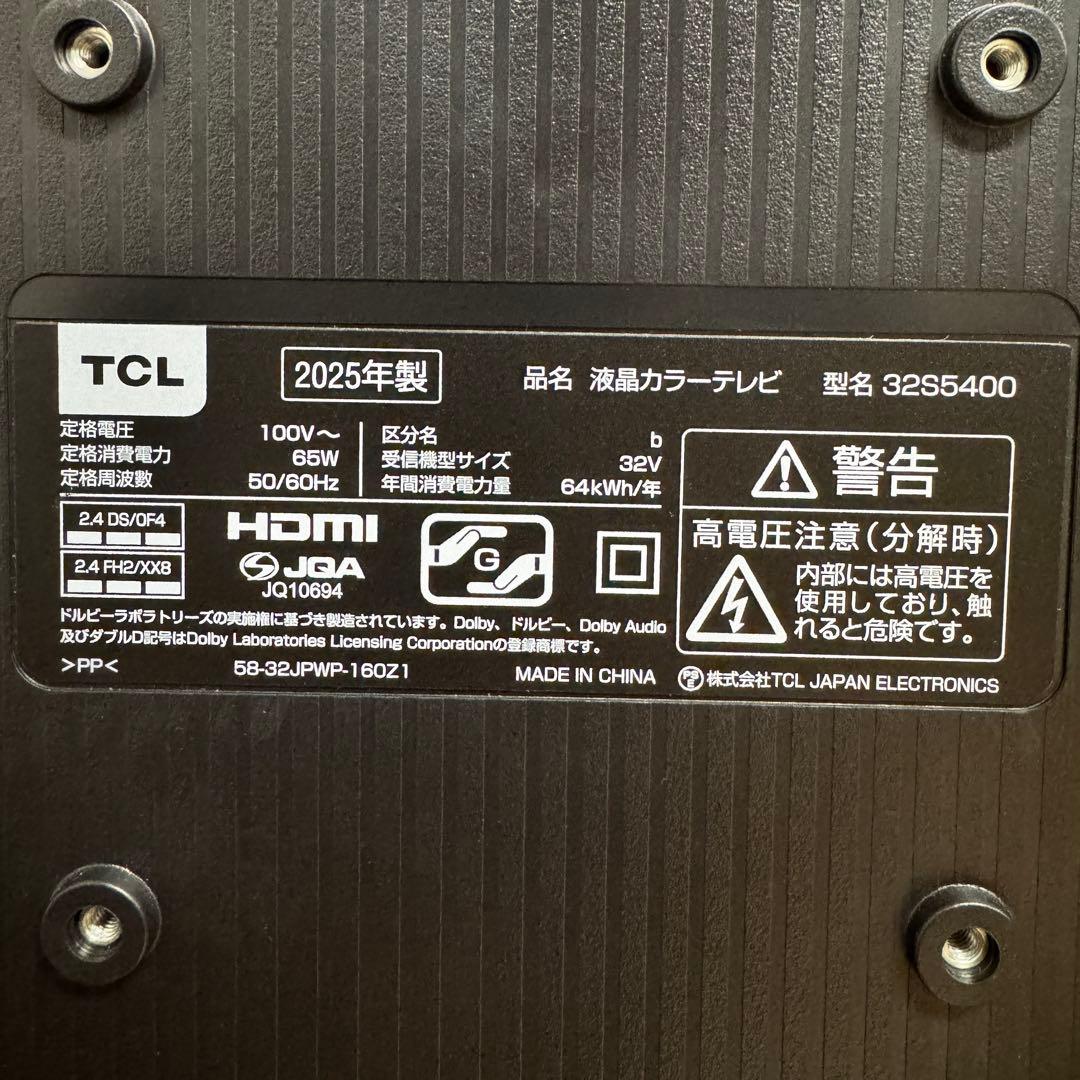 TCL
2025年製
品名 液晶カラーテレビ
型名 32S5400
定格電圧 100V～
定格消費電力 65W
定格周波数 50/60Hz
区分名 b
受信機型サイズ 32V
年間消費電力量 64kWh/年
2.4 DS/0F4
2.4 FH2/XX8
HDMI
JQA
JQ10694
G
警告
高電圧注意(分解時)
内部には高電圧を
使用しており、触
れると危険です。
ドルビーラボラトリーズの実施権に基づき製造されています。Dolby、ドルビー、Dolby Audio
及びダブルD記号はDolby Laboratories Licensing Corporationの登録商標です。
>PP<
58-32JPWP-160Z1
MADE IN CHINA
PSE 株式会社TCL JAPAN ELECTRONICS